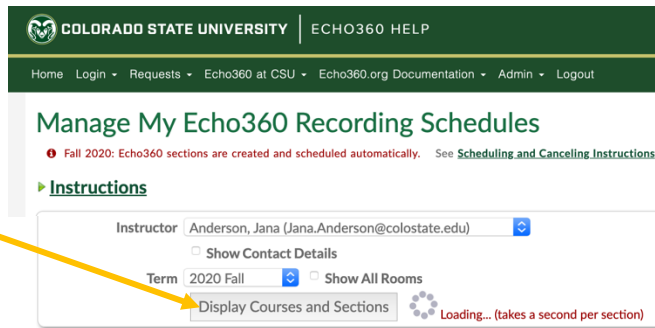 COLORADO STATE UNIVERSITY ECHO360 HELP
Home Login Requests Echo360 at CSU Echo360.org Documentation Admin Logout
Manage My Echo360 Recording Schedules
Fall 2020: Echo360 sections are created and scheduled automatically. See Scheduling and Canceling Instructions
Instructions
Instructor Anderson, Jana (Jana.Anderson@colostate.edu)
Show Contact Details
Term 2020 Fall Show All Rooms
Display Courses and Sections Loading... (takes a second per section)